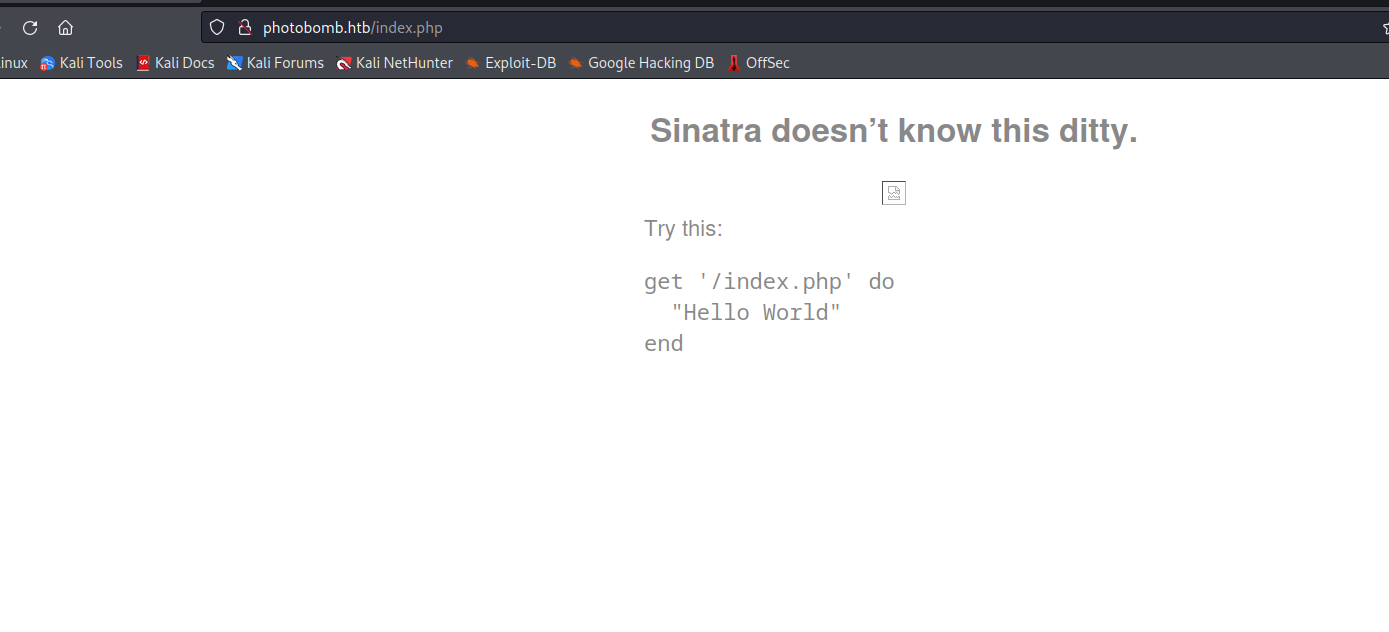 photobomb.htb/index.php
inux Kali Tools Kali Docs Kali Forums Kali NetHunter Exploit-DB Google Hacking DB OffSec
Sinatra doesn’t know this ditty.
Try this:
get '/index.php' do
  "Hello World"
end